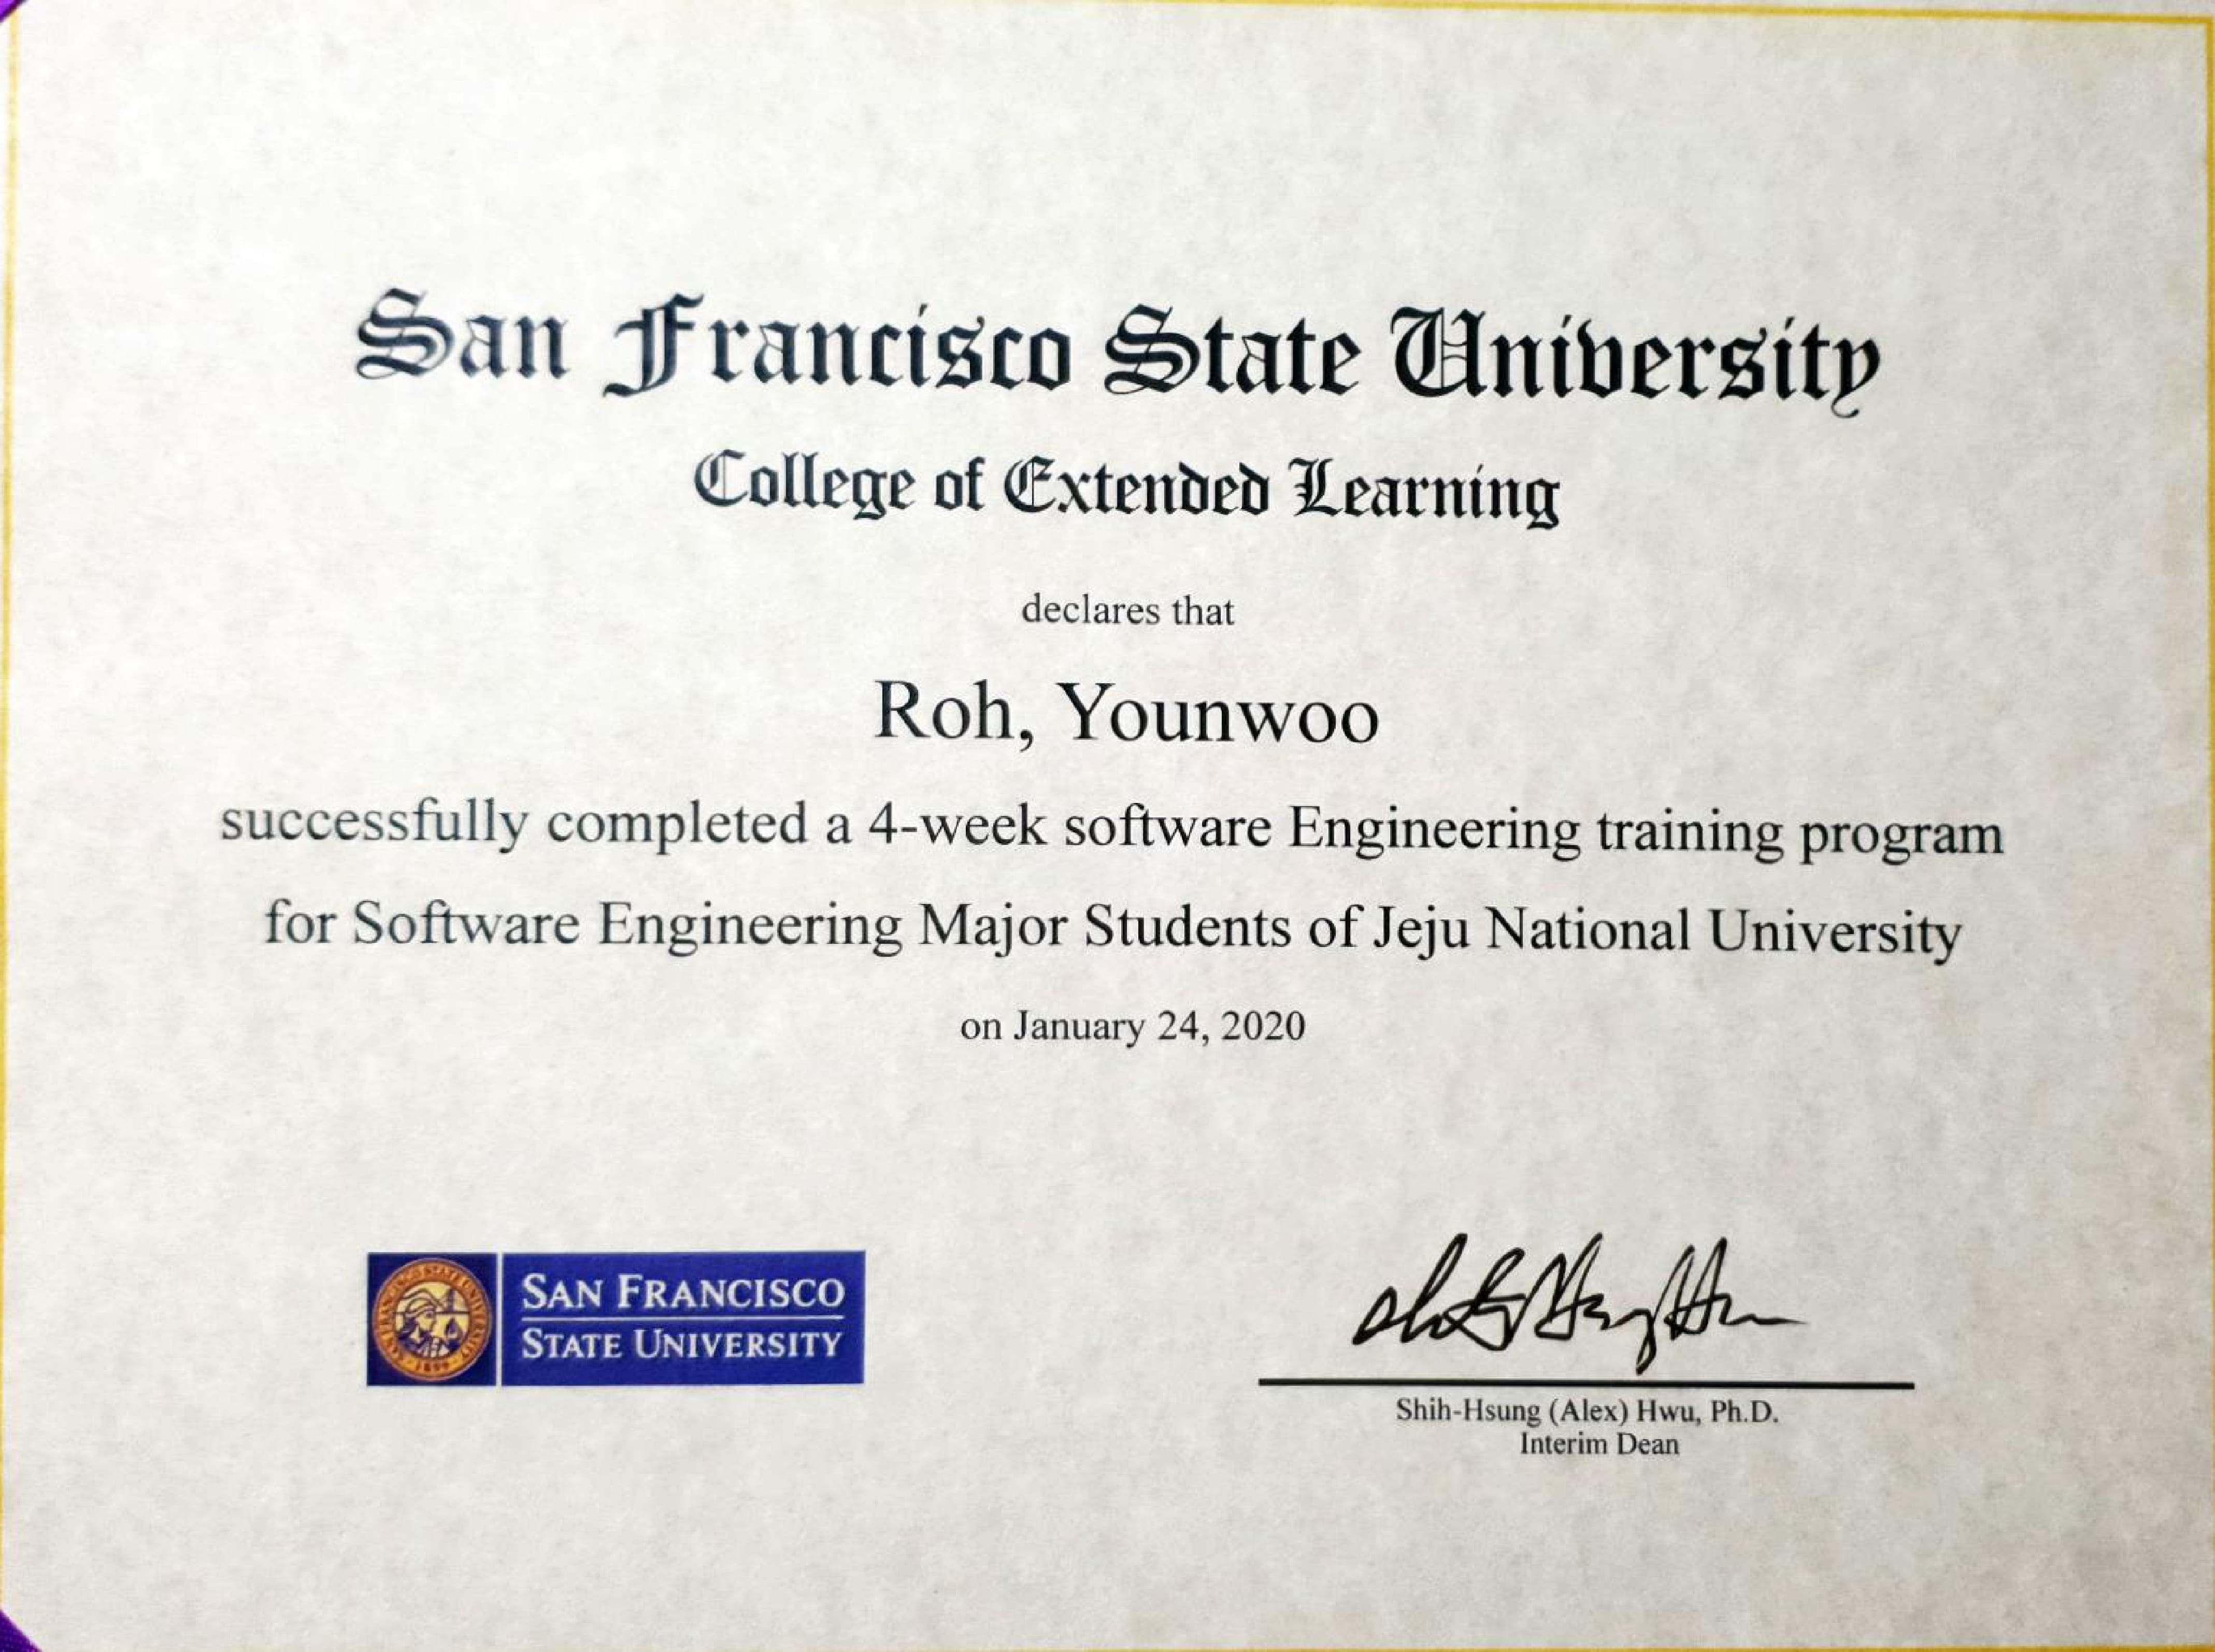 San Francisco State University
College of Extended Learning
declares that
Roh, Younwoo
successfully completed a 4-week software Engineering training program
for Software Engineering Major Students of Jeju National University
on January 24, 2020
SAN FRANCISCO
STATE UNIVERSITY
1899
Shih-Hsung (Alex) Hwu, Ph.D.
Interim Dean